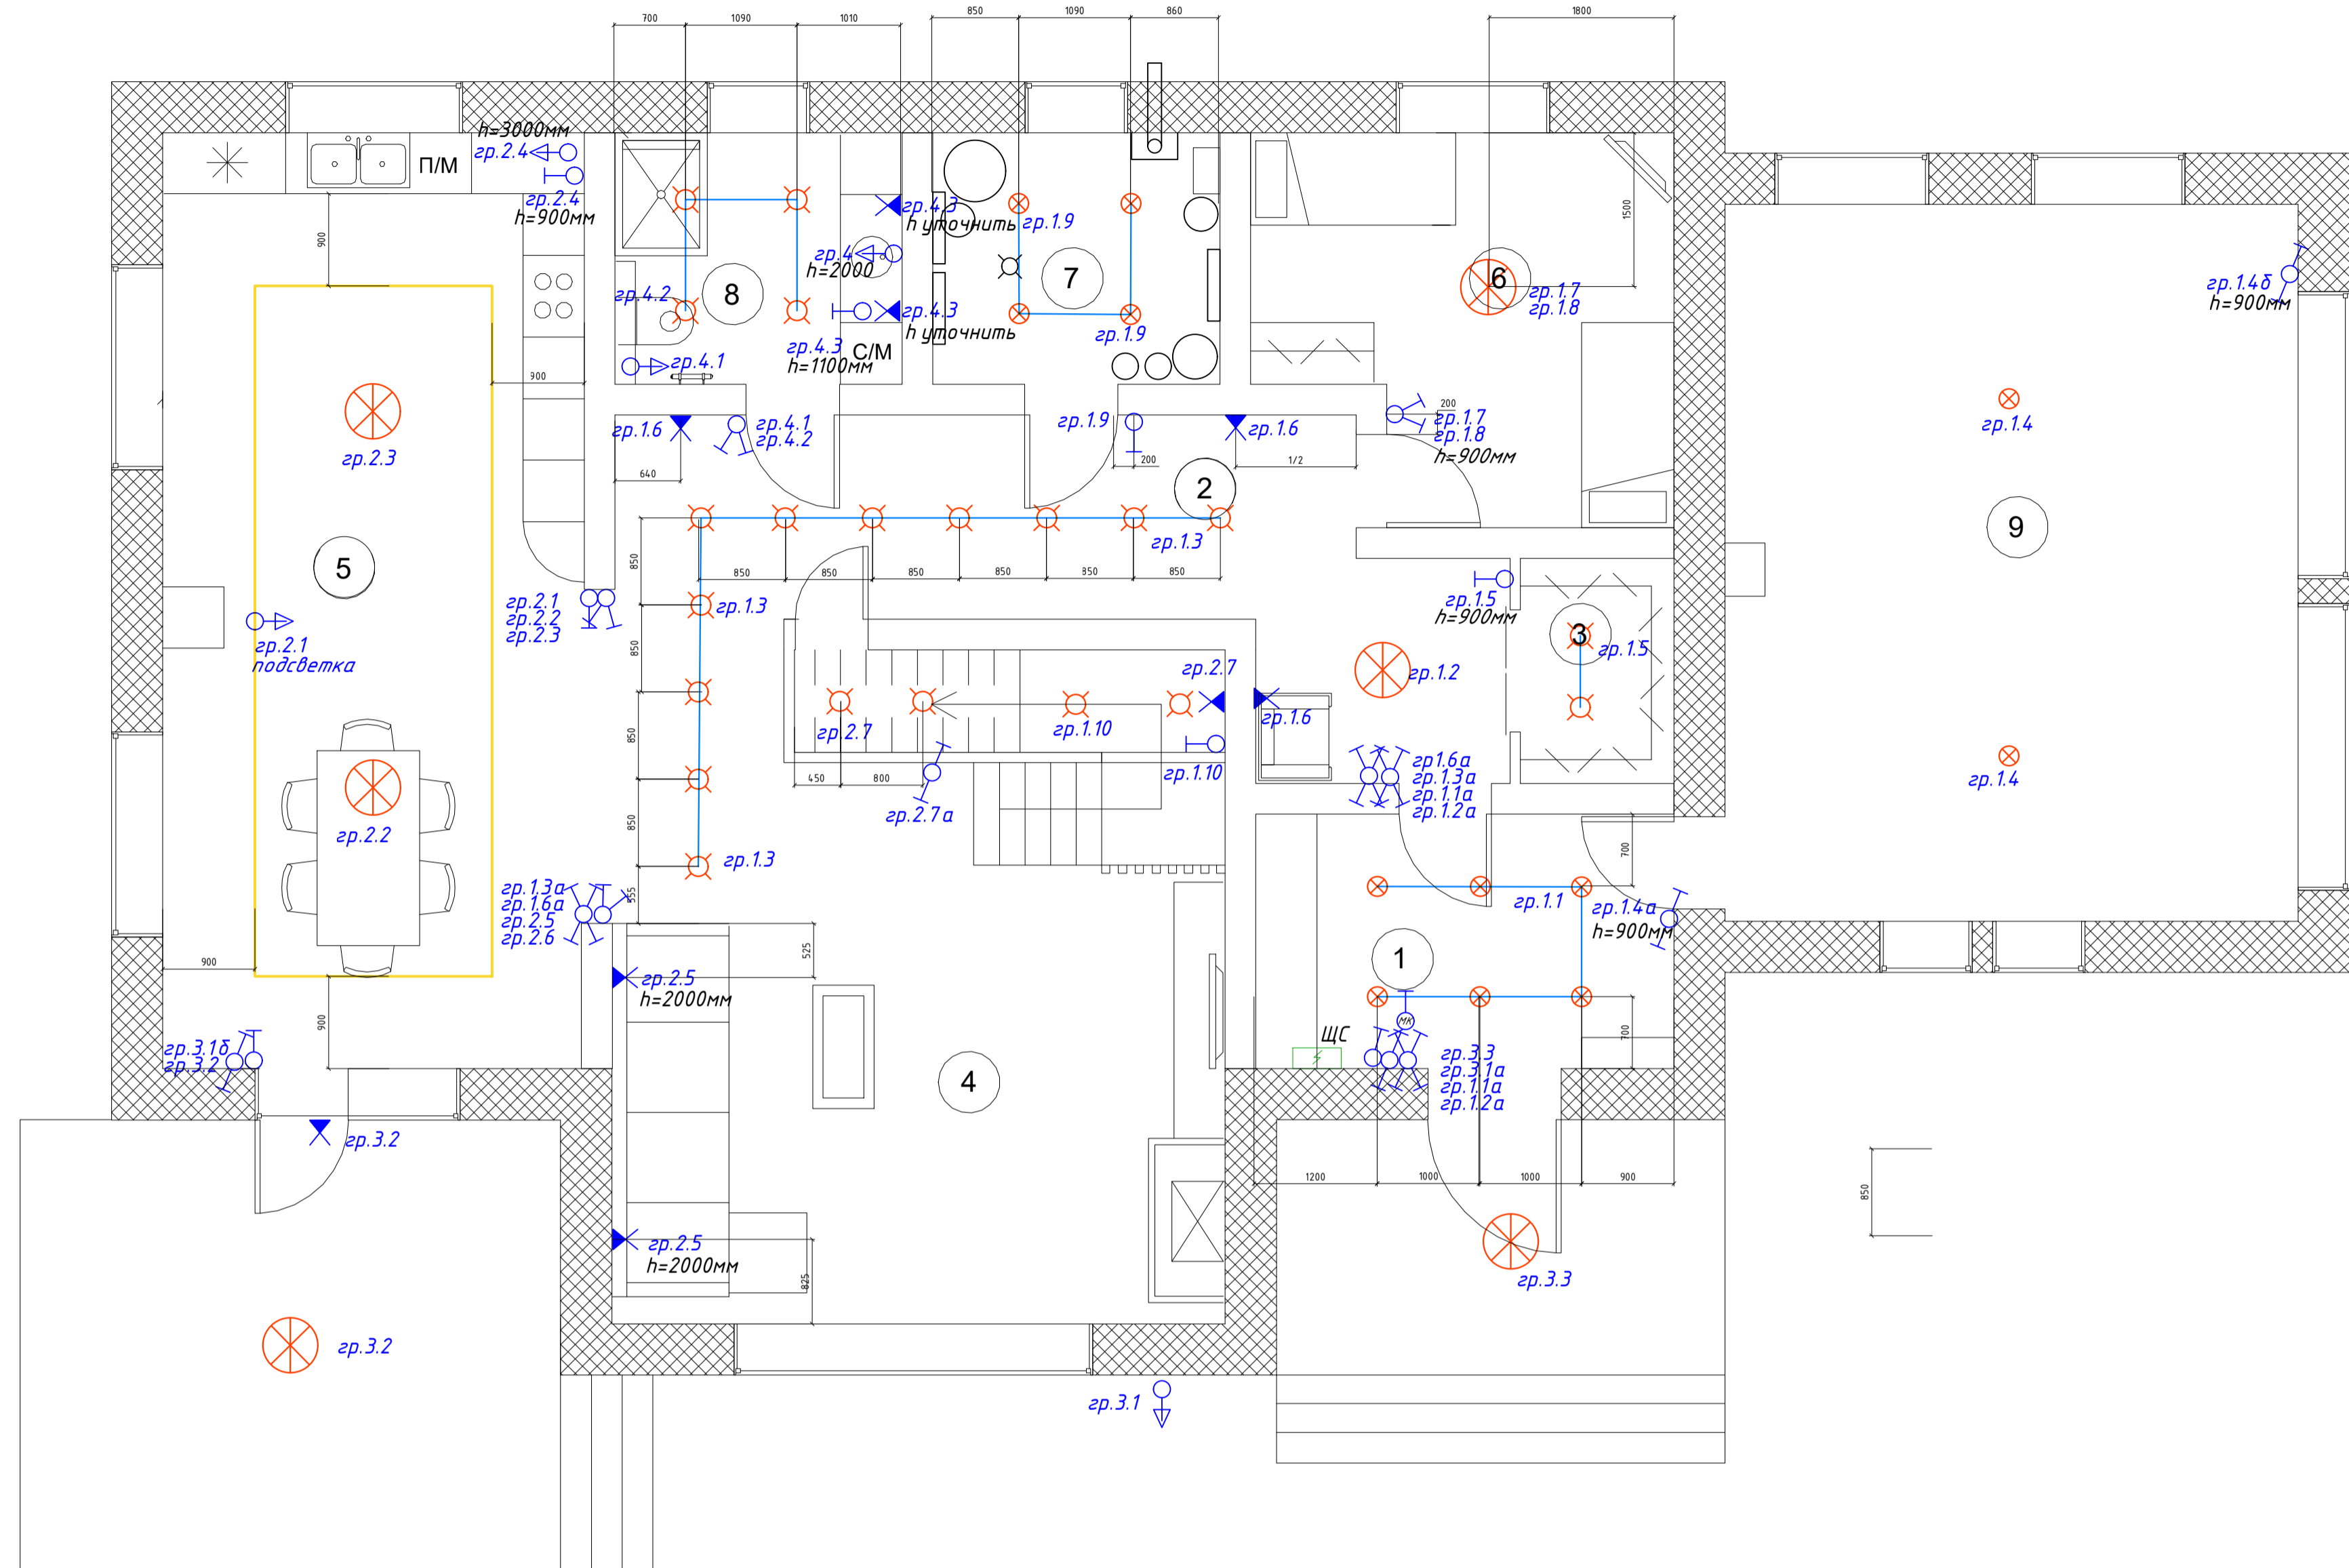 700
1090
1010
850
1090
860
1800
h=3000мм
гр.2.4
П/М
гр.2.4
h=900мм
900
900
гр.4.3
h уточнить
гр.4
h=2000
гр.4.2
8
гр.4.3
h уточнить
гр.4.3
h=1100мм
С/М
гр.4.1
гр.1.9
7
гр.1.9
6
гр.1.7
гр.1.8
1500
гр.1.4б
h=900мм
гр.2.3
гр.1.6
гр.4.1
гр.4.2
640
гр.1.9
200
гр.1.6
1/2
200
гр.1.7
гр.1.8
h=900мм
гр.1.4
2
9
гр.1.3
850
850
850
850
850
850
850
850
850
850
555
5
гр.2.1
гр.2.2
гр.2.3
гр.1.3
гр.1.5
h=900мм
3
гр.1.5
гр.2.1
подсветка
гр.2.7
гр.1.2
гр.1.6
гр.2.7
гр.1.10
450
800
гр.1.10
гр.2.7а
гр1.6а
гр.1.3а
гр.1.1а
гр.1.2а
гр.1.4
гр.2.2
гр.1.3
700
гр.1.3а
гр.1.6а
гр.2.5
гр.2.6
гр.1.1
гр.1.4а
h=900мм
900
525
гр.2.5
h=2000мм
1
900
МК
ЩС
700
гр.3.1б
гр.3.2
гр.3.3
гр.3.1а
гр.1.1а
гр.1.2а
4
гр.3.2
1200
1000
1000
900
850
гр.2.5
h=2000мм
825
гр.3.3
гр.3.2
гр.3.1